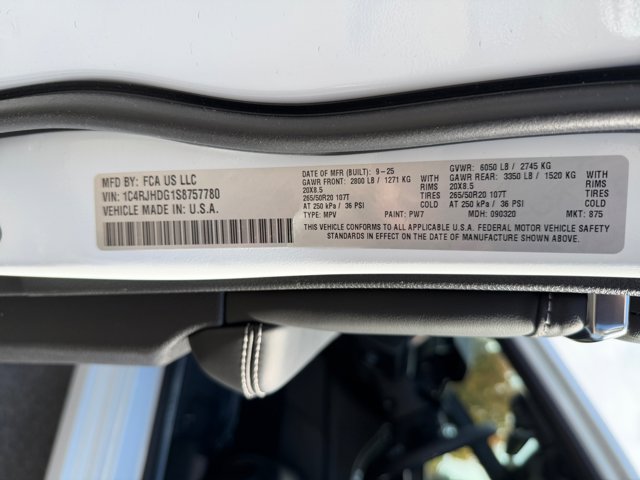 MFD BY: FCA US LLC
VIN: 1C4RJHDG1S8757780
VEHICLE MADE IN U.S.A.
DATE OF MFR (BUILT): 9-25
GAWR FRONT: 2800 LB / 1271 KG WITH
20X8.5 RIMS
265/50R20 107T TIRES
AT 250 kPa / 36 PSI COLD
TYPE: MPV PAINT: PW7
GVWR: 6050 LB / 2745 KG
GAWR REAR: 3350 LB / 1520 KG WITH
20X8.5 RIMS
265/50R20 107T TIRES
AT 250 kPa / 36 PSI COLD
MDH: 090320 MKT: 875
THIS VEHICLE CONFORMS TO ALL APPLICABLE U.S.A. FEDERAL MOTOR VEHICLE SAFETY
STANDARDS IN EFFECT ON THE DATE OF MANUFACTURE SHOWN ABOVE.